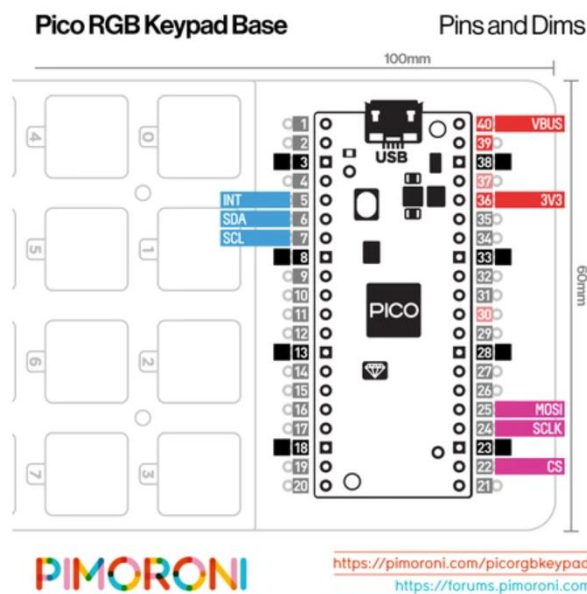 Pico RGB Keypad Base Pins and Dims
100mm
60mm
4 0
5 1
6 2
7 3
USB
PICO
1 40 VBUS
2 39
3 38
4 37
INT 5 36 3V3
SDA 6 35
SCL 7 34
8 33
9 32
10 31
11 30
12 29
13 28
14 27
15 26
16 25 MOSI
17 24 SCLK
18 23
19 22 CS
20 21
PIMORONI
https://pimoroni.com/picorgbkeypad
https://forums.pimoroni.com